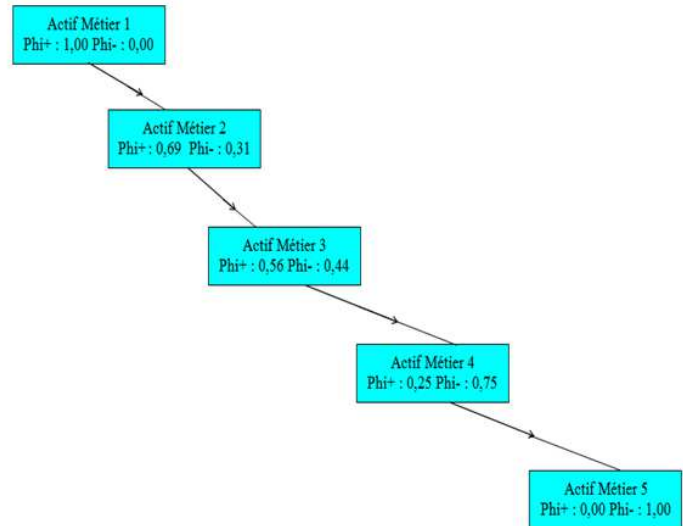 Actif Métier 1
Phi+ : 1,00 Phi- : 0,00
Actif Métier 2
Phi+ : 0,69 Phi- : 0,31
Actif Métier 3
Phi+ : 0,56 Phi- : 0,44
Actif Métier 4
Phi+ : 0,25 Phi- : 0,75
Actif Métier 5
Phi+ : 0,00 Phi- : 1,00